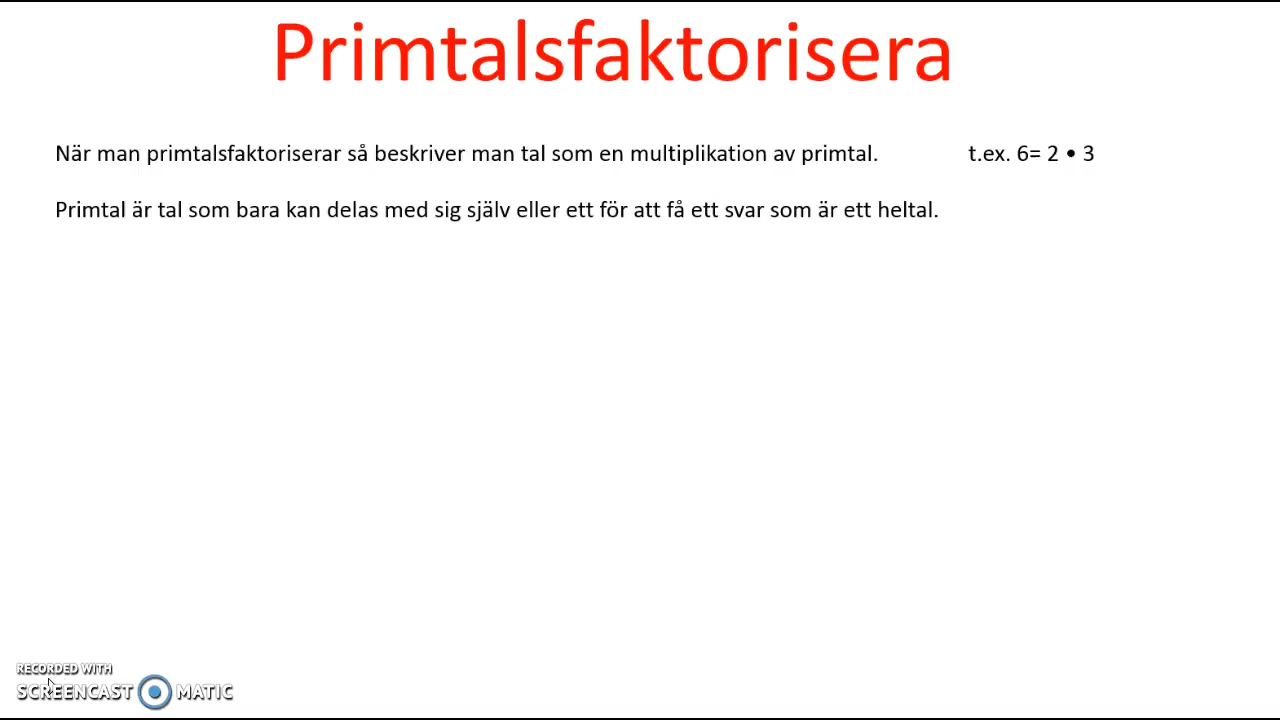 Primtalsfaktorisera
När man primtalsfaktoriserar så beskriver man tal som en multiplikation av primtal. t.ex. 6= 2 • 3
Primtal är tal som bara kan delas med sig själv eller ett för att få ett svar som är ett heltal.
RECORDED WITH
SCREENCAST MATIC